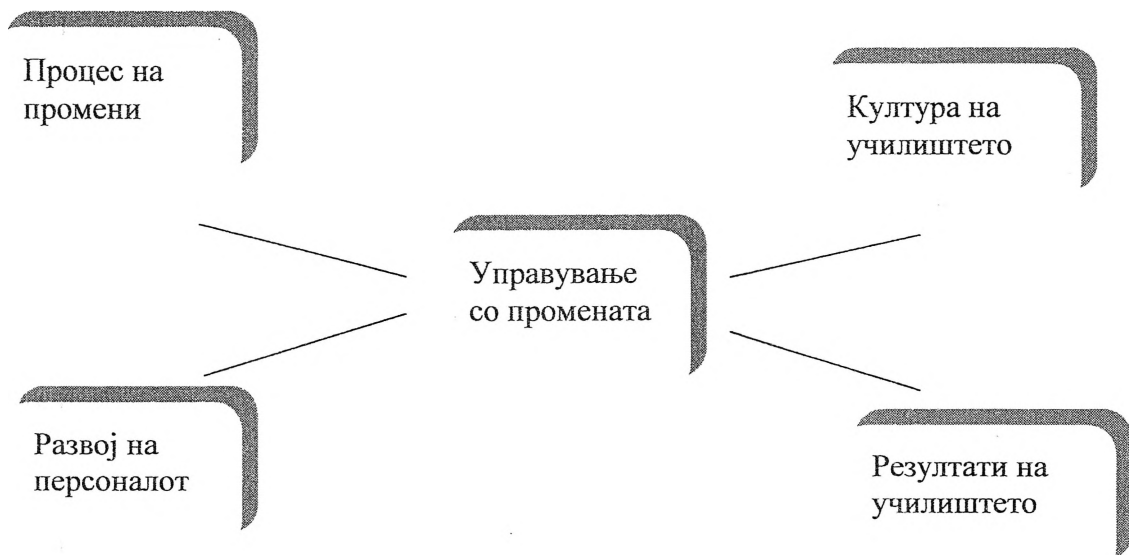 Процес на
промени
Култура на
училиштето
Управување
со промената
Развој на
персоналот
Резултати на
училиштето